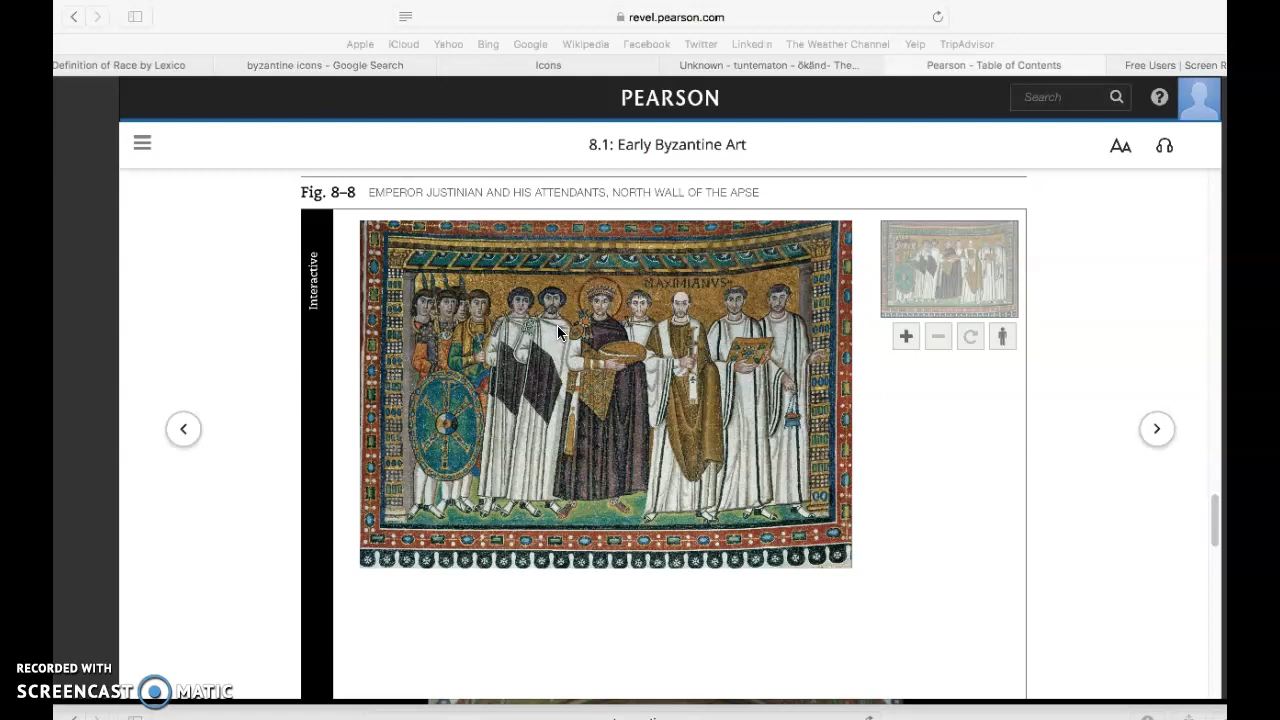 revel.pearson.com
Apple iCloud Yahoo Bing Google Wikipedia Facebook Twitter LinkedIn The Weather Channel Yelp TripAdvisor
Definition of Race by Lexico byzantine icons - Google Search Icons Unknown - tuntematon - ökänd- The... Pearson - Table of Contents Free Users | Screen R
PEARSON Search ?
8.1: Early Byzantine Art AA
Fig. 8–8 EMPEROR JUSTINIAN AND HIS ATTENDANTS, NORTH WALL OF THE APSE
Interactive
MAXIMIANVS
RECORDED WITH
SCREENCAST MATIC